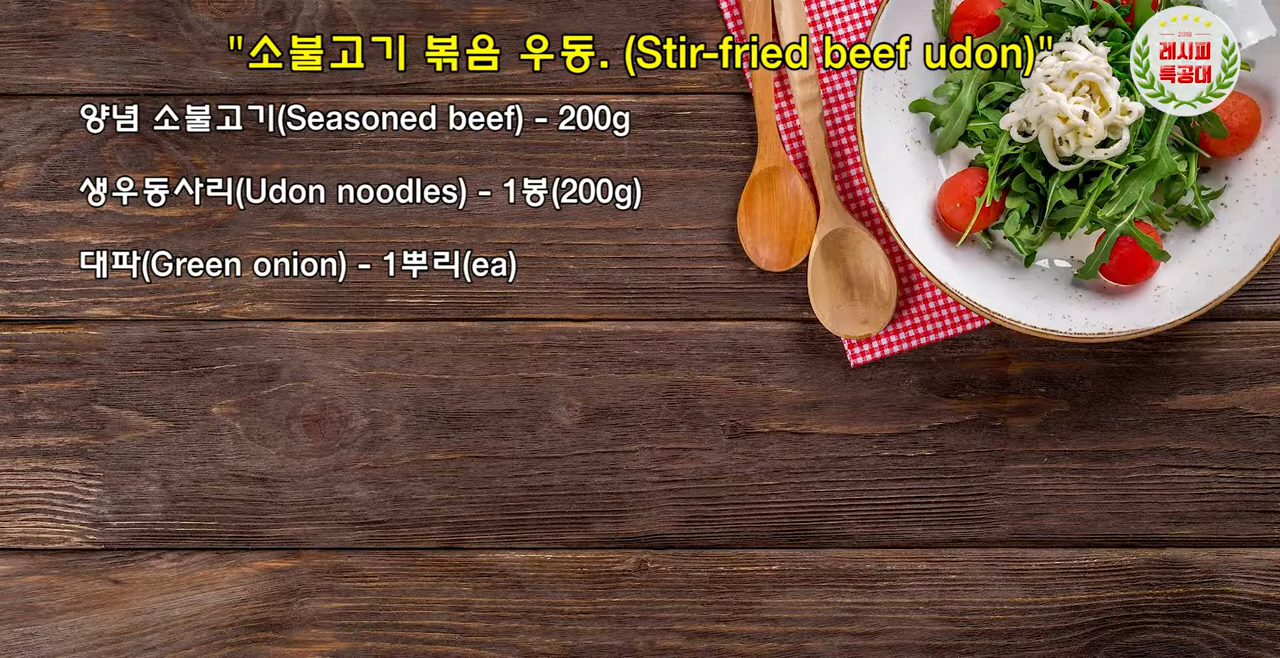 "소불고기 볶음 우동. (Stir-fried beef udon)"
2018
레시피
특공대
양념 소불고기(Seasoned beef) - 200g
생우동사리(Udon noodles) - 1봉(200g)
대파(Green onion) - 1뿌리(ea)